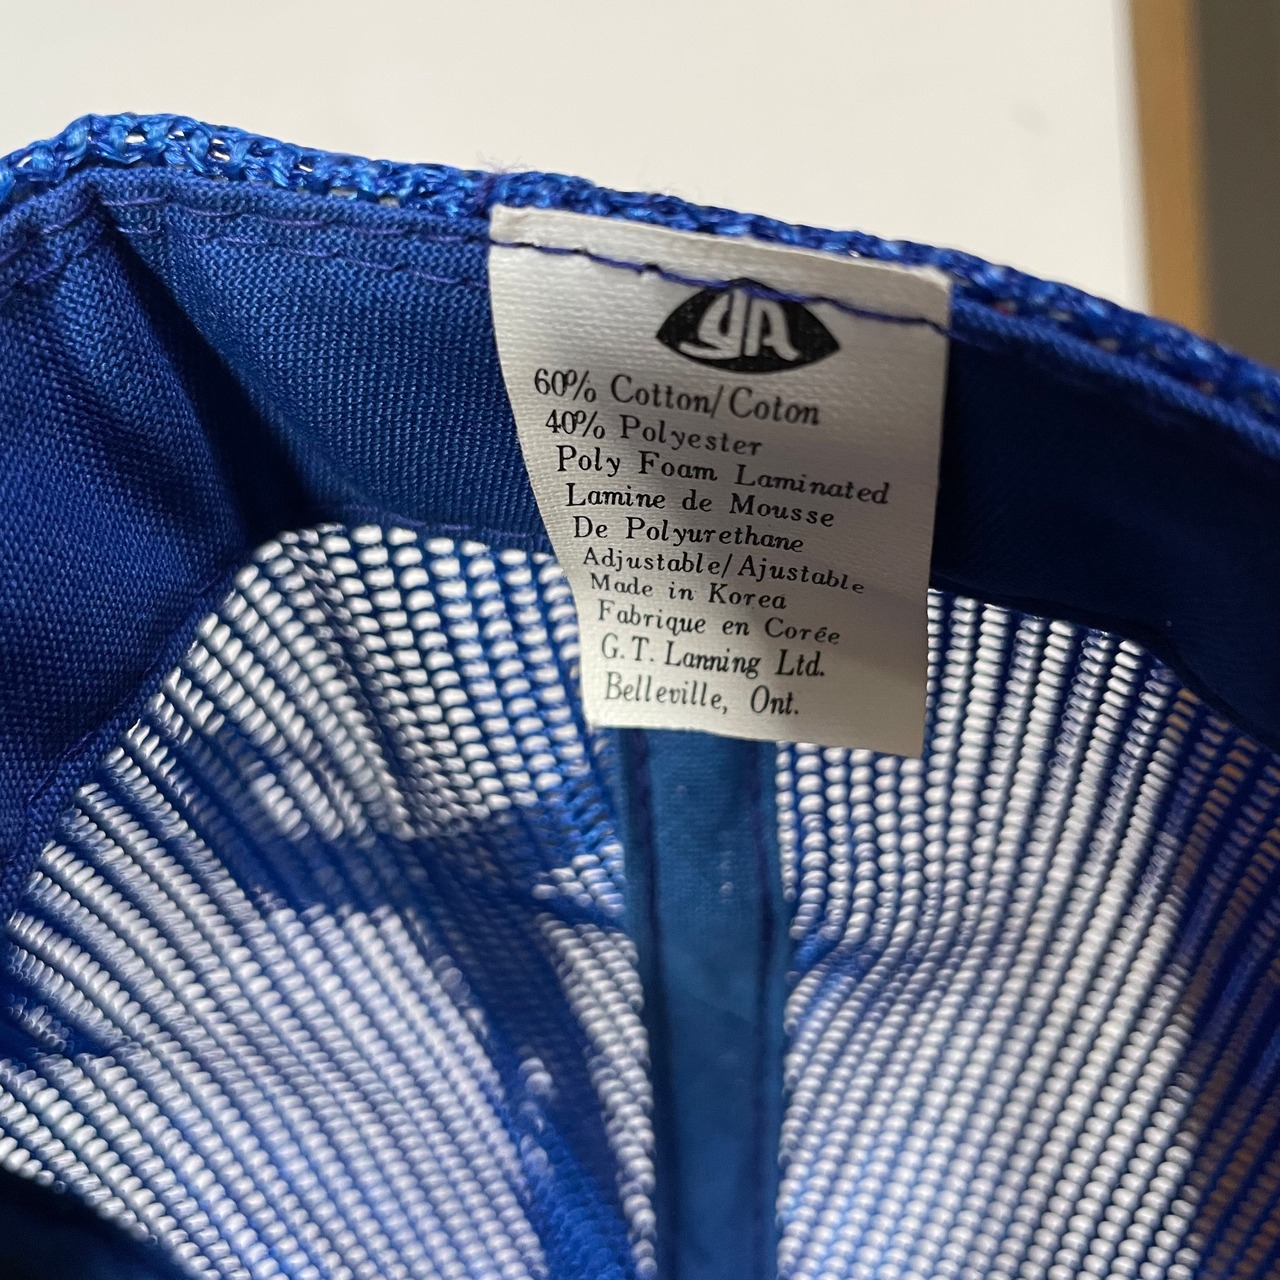 YA
60% Cotton/Coton
40% Polyester
Poly Foam Laminated
Lamine de Mousse
De Polyurethane
Adjustable/Ajustable
Made in Korea
Fabrique en Corée
G.T. Lanning Ltd.
Belleville, Ont.